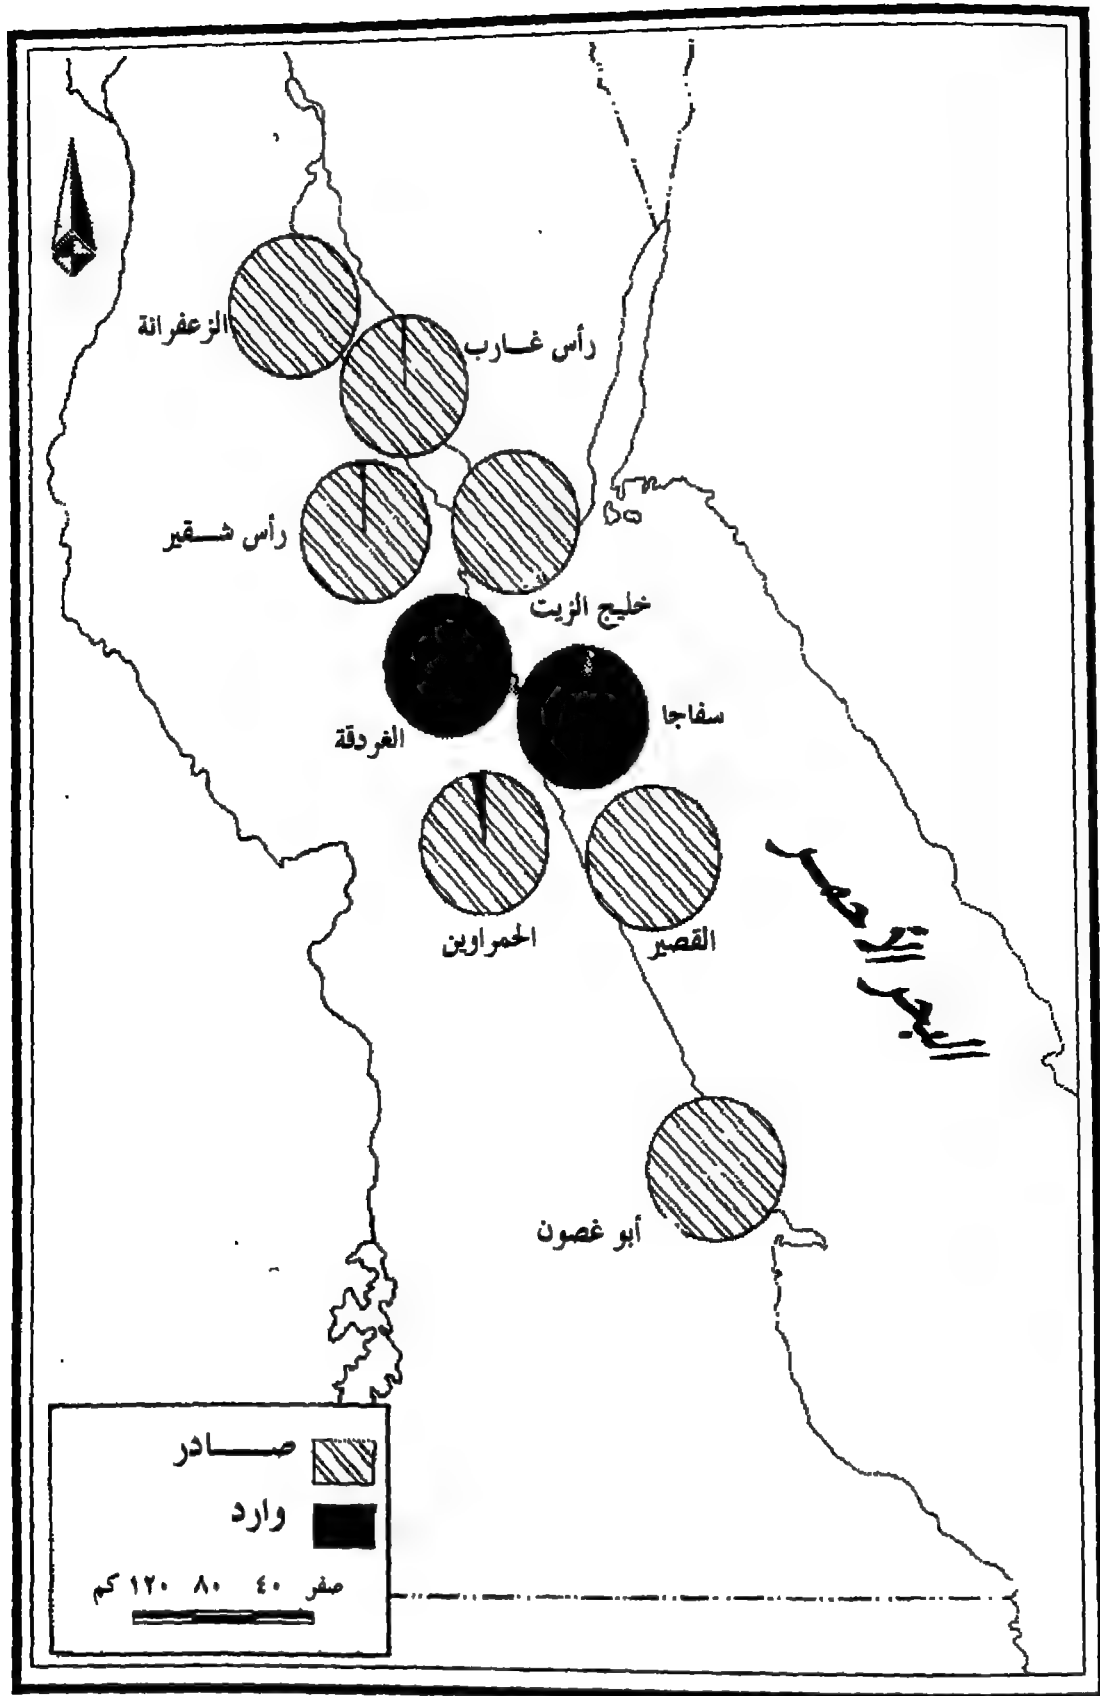 الزعفرانة
رأس غارب
رأس شقير
خليج الزيت
الغردقة
سفاجا
الحمراوين
القصير
البحر الأحمر
أبو غصون
صادر
وارد
صفر ٤٠ ٨٠ ١٢٠ كم